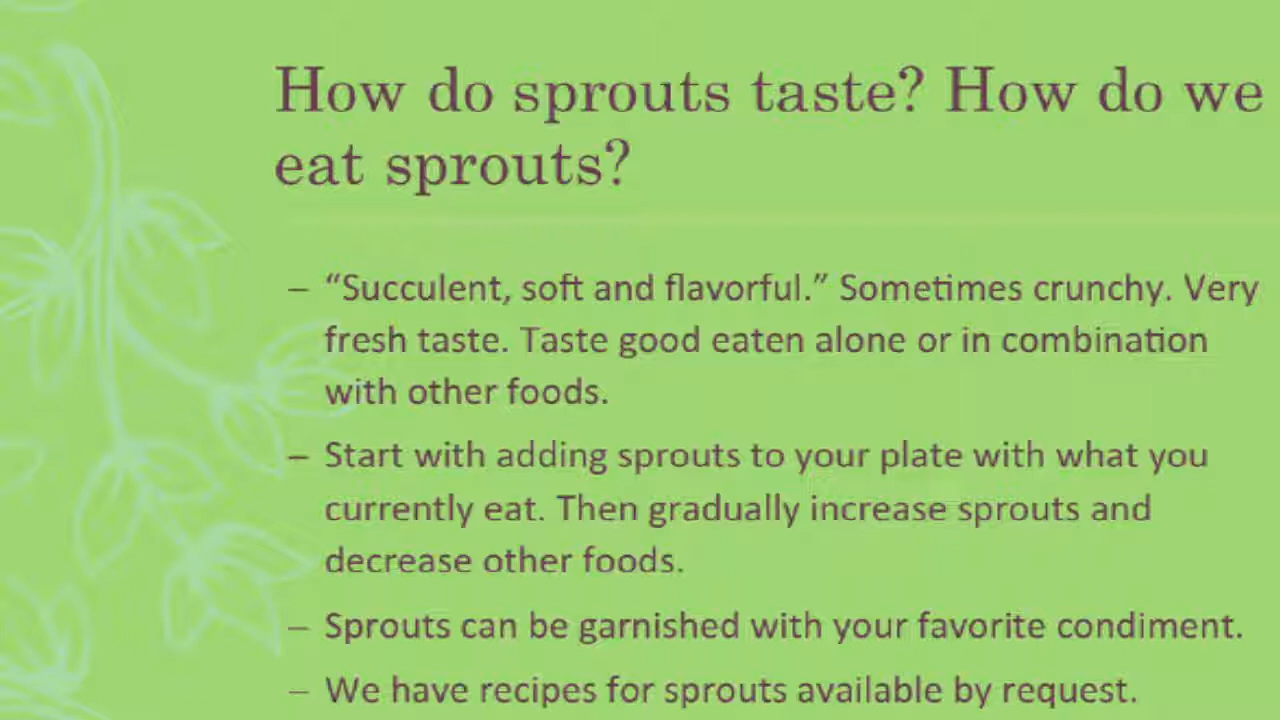 How do sprouts taste? How do we
eat sprouts?
– “Succulent, soft and flavorful.” Sometimes crunchy. Very
fresh taste. Taste good eaten alone or in combination
with other foods.
– Start with adding sprouts to your plate with what you
currently eat. Then gradually increase sprouts and
decrease other foods.
– Sprouts can be garnished with your favorite condiment.
– We have recipes for sprouts available by request.